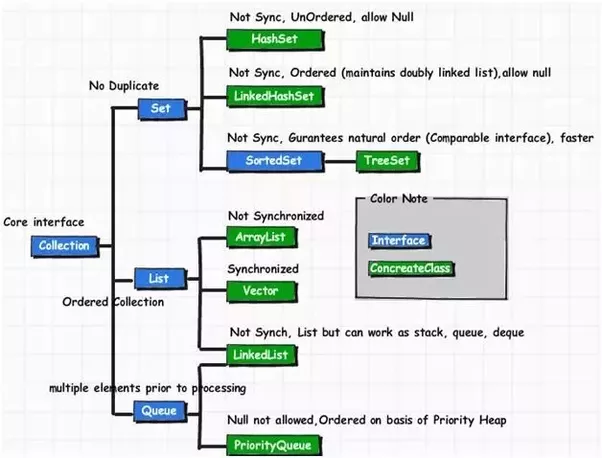 Not Sync, UnOrdered, allow Null
HashSet
Not Sync, Ordered (maintains doubly linked list),allow null
LinkedHashSet
No Duplicate
Set
Not Sync, Gurantees natural order (Comparable interface), faster
SortedSet
TreeSet
Color Note
Interface
ConcreateClass
Core interface
Collection
Not Synchronized
ArrayList
List
Ordered Collection
Synchronized
Vector
Not Synch, List but can work as stack, queue, deque
LinkedList
multiple elements prior to processing
Queue
Null not allowed,Ordered on basis of Priority Heap
PriorityQueue